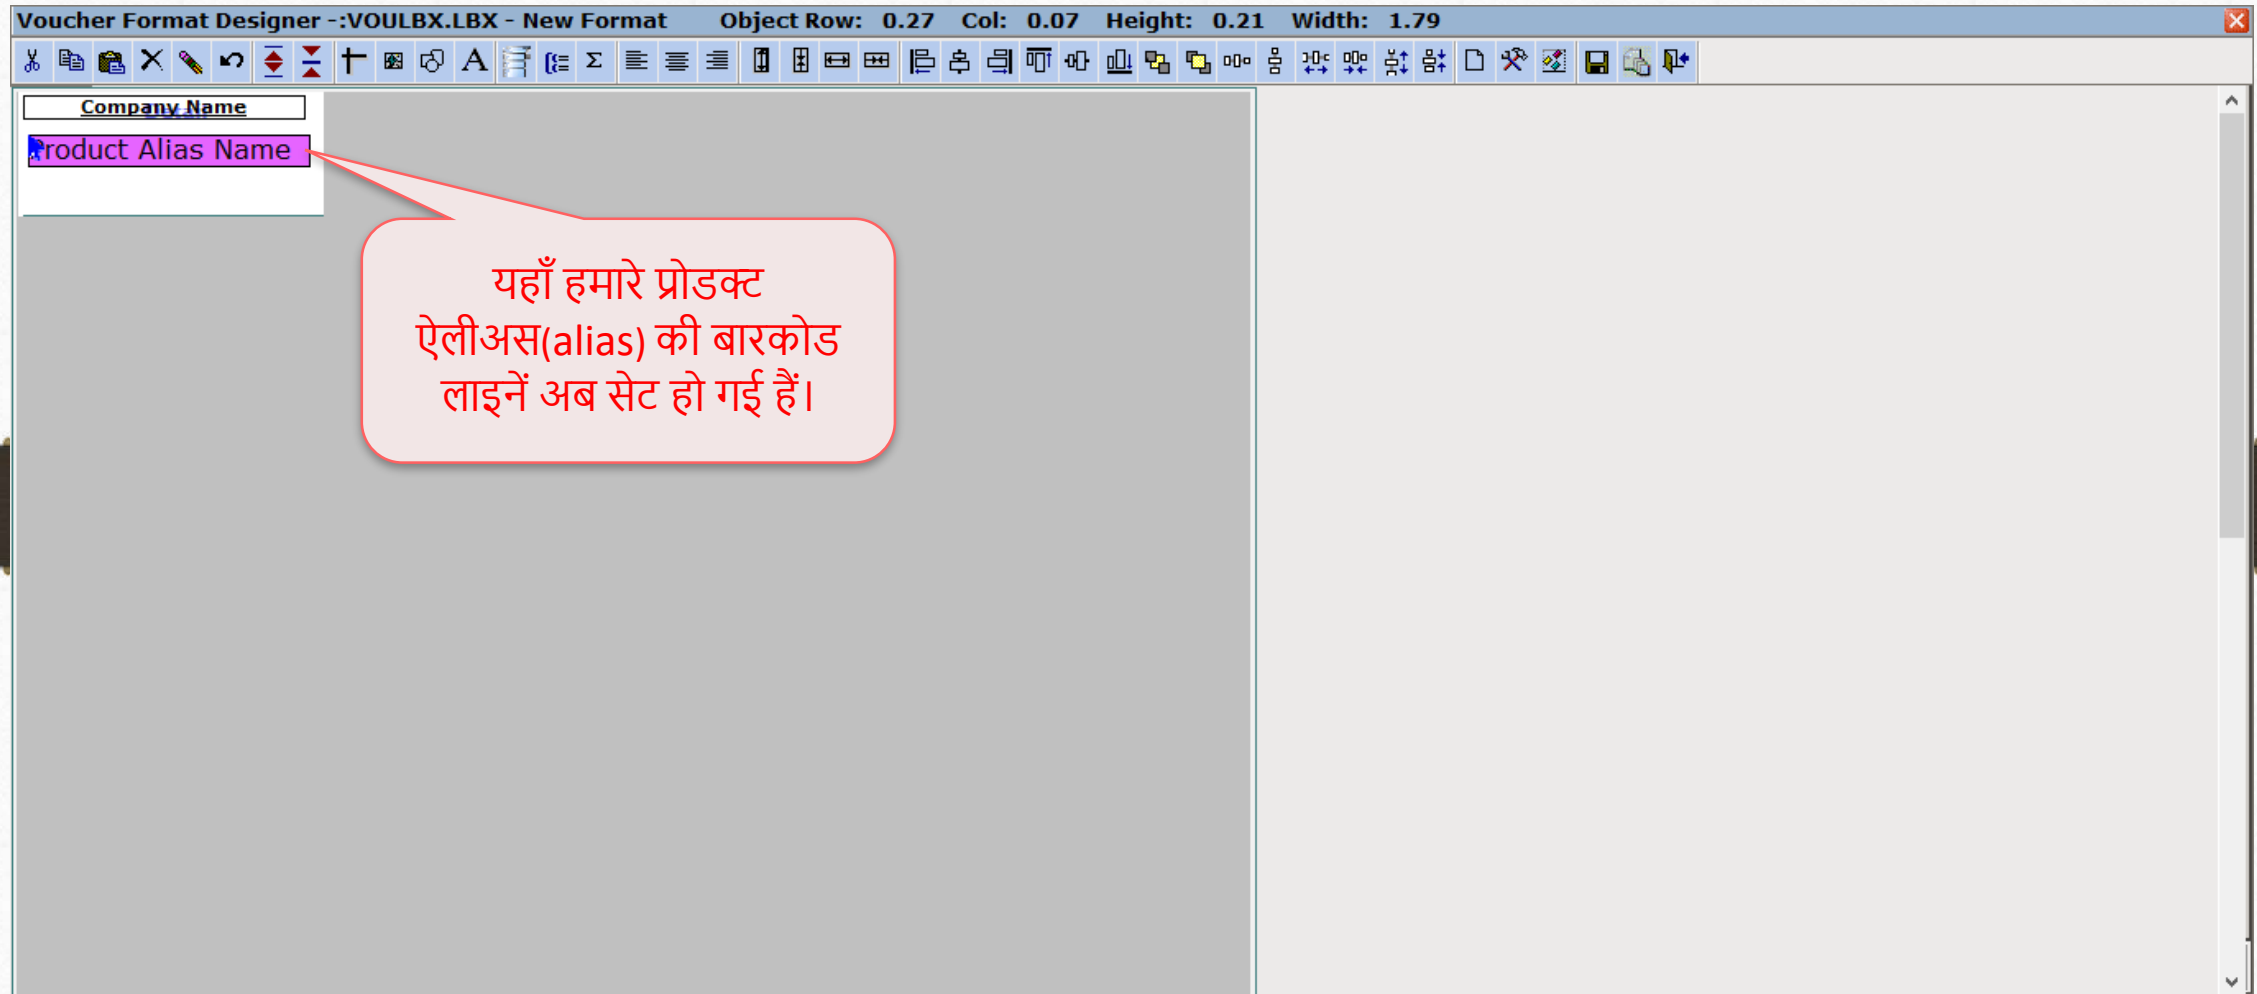 Voucher Format Designer -:VOULBX.LBX - New Format Object Row: 0.27 Col: 0.07 Height: 0.21 Width: 1.79
Company Name
Product Alias Name
यहाँ हमारे प्रोडक्ट
ऐलीअस(alias) की बारकोड
लाइनें अब सेट हो गई हैं।